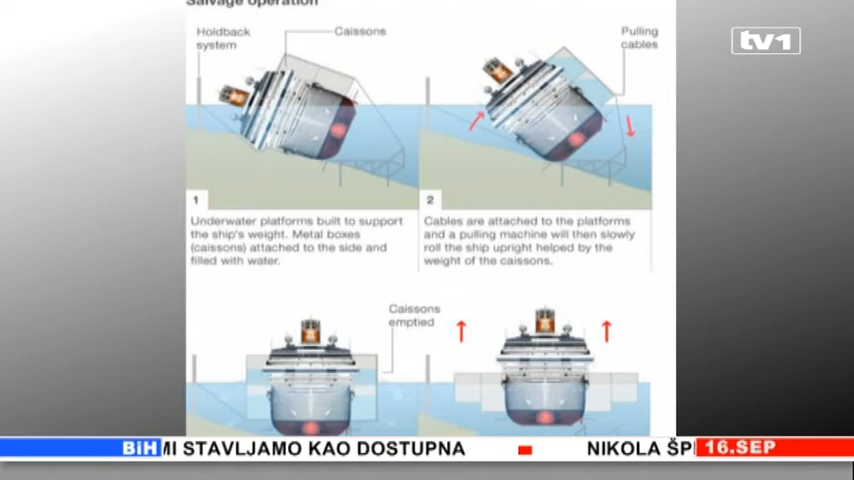 Salvage operation
Holdback
system
Caissons
Pulling
cables
tv1
1
Underwater platforms built to support
the ship's weight. Metal boxes
(caissons) attached to the side and
filled with water.
2
Cables are attached to the platforms
and a pulling machine will then slowly
roll the ship upright helped by the
weight of the caissons.
Caissons
emptied
BiH MI STAVLJAMO KAO DOSTUPNA NIKOLA 16.SEP